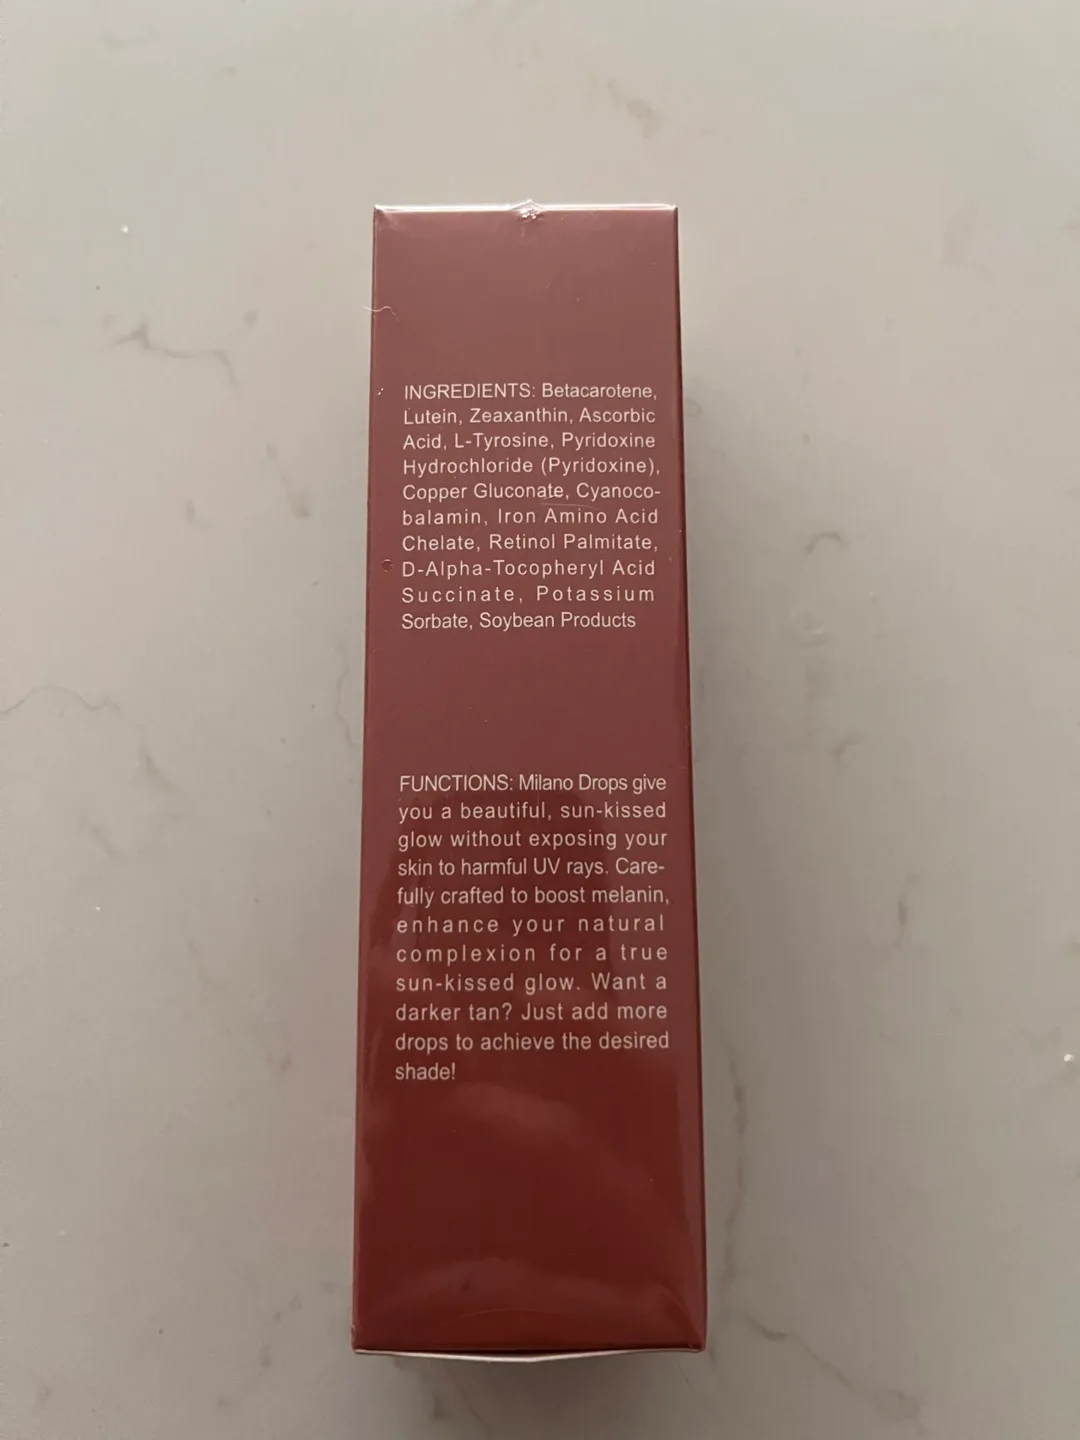 INGREDIENTS: Betacarotene,
Lutein, Zeaxanthin, Ascorbic
Acid, L-Tyrosine, Pyridoxine
Hydrochloride (Pyridoxine),
Copper Gluconate, Cyanoco-
balamin, Iron Amino Acid
Chelate, Retinol Palmitate,
D-Alpha-Tocopheryl Acid
Succinate, Potassium
Sorbate, Soybean Products
FUNCTIONS: Milano Drops give
you a beautiful, sun-kissed
glow without exposing your
skin to harmful UV rays. Care-
fully crafted to boost melanin,
enhance your natural
complexion for a true
sun-kissed glow. Want a
darker tan? Just add more
drops to achieve the desired
shade!